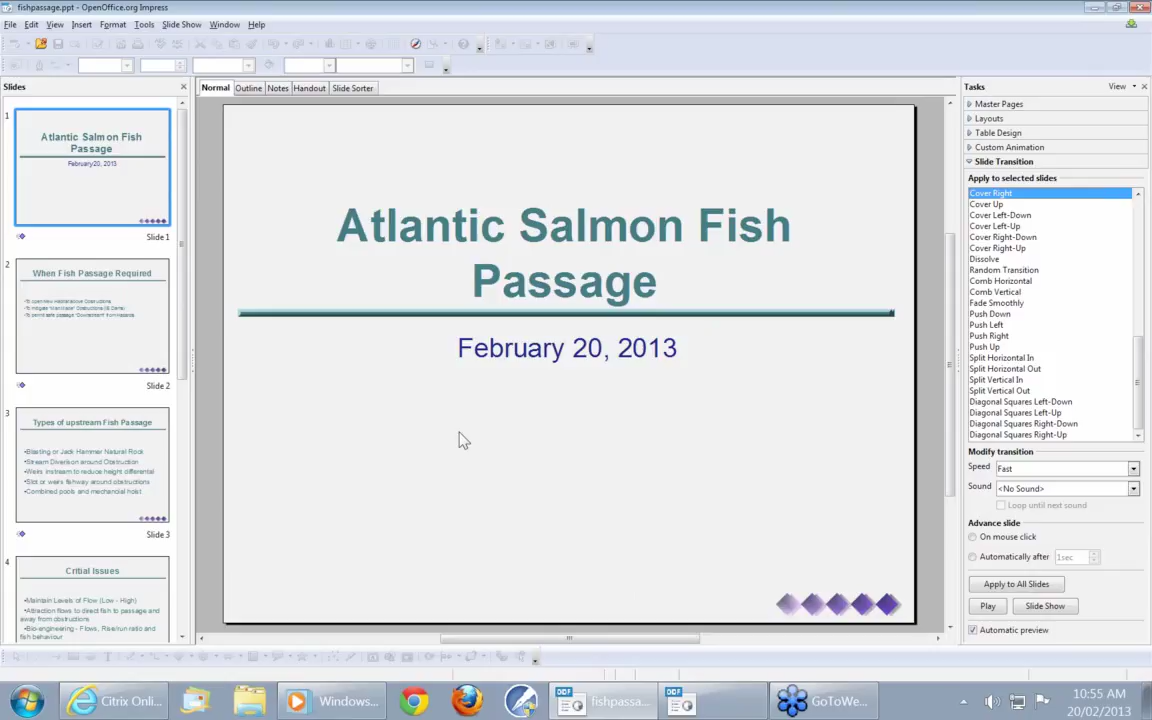 fishpassage.ppt - OpenOffice.org Impress
File Edit View Insert Format Tools Slide Show Window Help
Slides
Normal Outline Notes Handout Slide Sorter
Tasks View
1
Atlantic Salmon Fish
Passage
February 20, 2013
Slide 1
2
When Fish Passage Required
Slide 2
3
Types of upstream Fish Passage
•Blasting or Jack Hammer Natural Rock
•Stream Diversion around Obstruction
•Weirs instream to reduce height differental
•Slot or weirs fishway around obstructions
•Combined pools and mechancial hoist
Slide 3
4
Critial Issues
•Maintain Levels of Flow (Low - High)
•Attraction flows to direct fish to passage and
away from obstructions
•Bio-engineering - Flows, Rise/run ratio and
fish behaviour
Atlantic Salmon Fish
Passage
February 20, 2013
Master Pages
Layouts
Table Design
Custom Animation
Slide Transition
Apply to selected slides
Cover Right
Cover Up
Cover Left-Down
Cover Left-Up
Cover Right-Down
Cover Right-Up
Dissolve
Random Transition
Comb Horizontal
Comb Vertical
Fade Smoothly
Push Down
Push Left
Push Right
Push Up
Split Horizontal In
Split Horizontal Out
Split Vertical In
Split Vertical Out
Diagonal Squares Left-Down
Diagonal Squares Left-Up
Diagonal Squares Right-Down
Diagonal Squares Right-Up
Modify transition
Speed Fast
Sound <No Sound>
Loop until next sound
Advance slide
On mouse click
Automatically after 1sec
Apply to All Slides
Play Slide Show
Automatic preview
Citrix Onli... Windows... fishpassa... GoToWe...
10:55 AM
20/02/2013